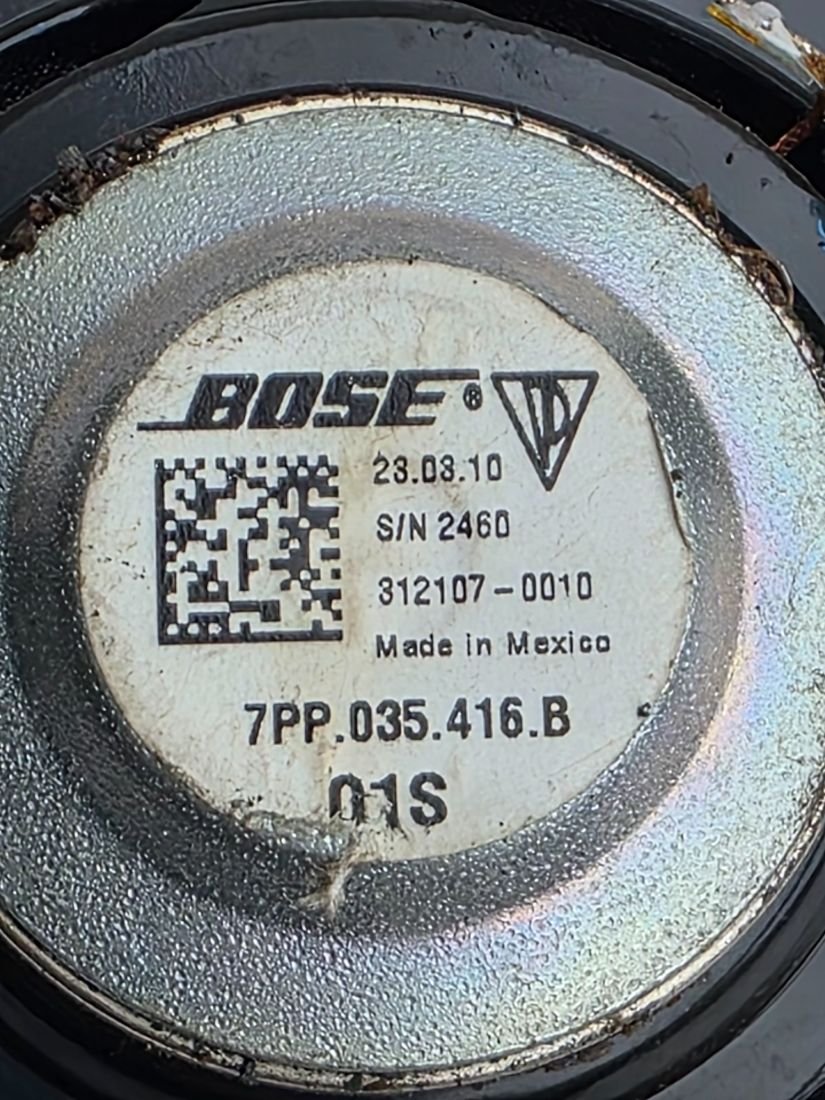 BOSE®
23.03.10
S/N 2460
312107-0010
Made in Mexico
7PP.035.416.B
01S